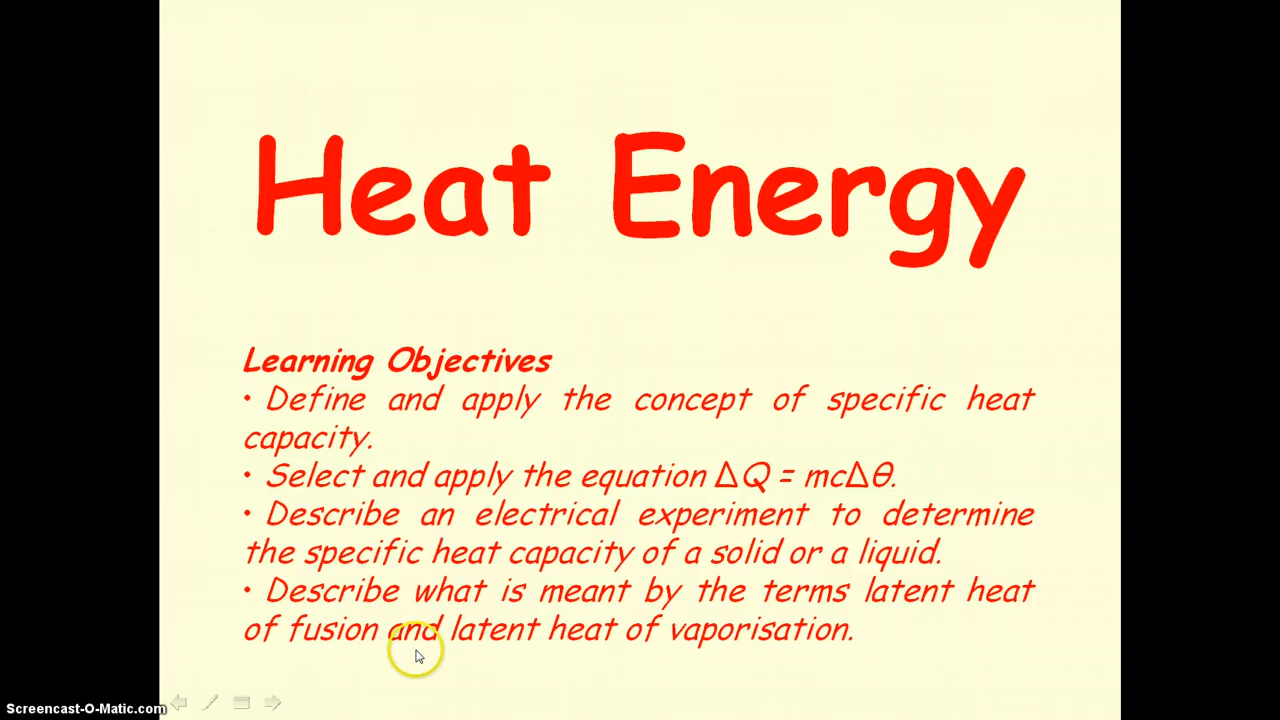 Heat Energy
Learning Objectives
• Define and apply the concept of specific heat
capacity.
• Select and apply the equation ΔQ = mcΔθ.
• Describe an electrical experiment to determine
the specific heat capacity of a solid or a liquid.
• Describe what is meant by the terms latent heat
of fusion and latent heat of vaporisation.
Screencast-O-Matic.com